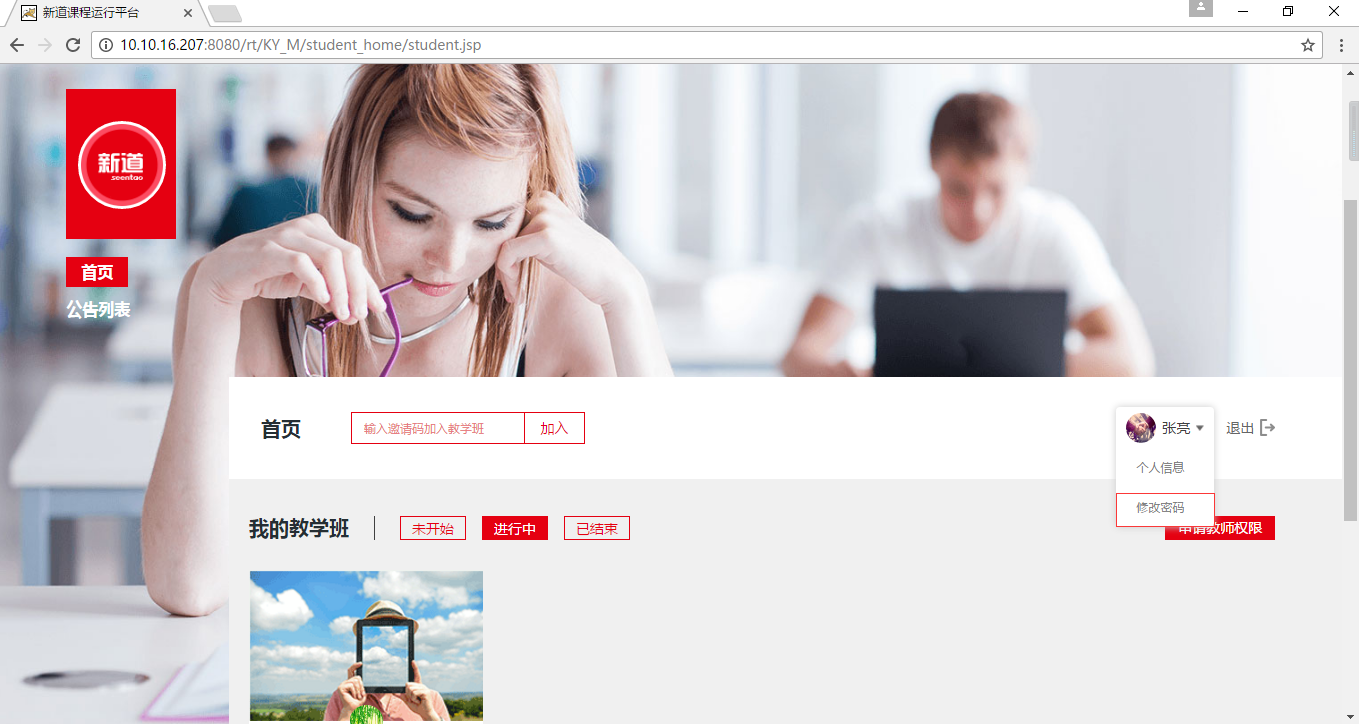 新道课程运行平台
10.10.16.207:8080/rt/KY_M/student_home/student.jsp
新道
seentao
首页
公告列表
首页
输入邀请码加入教学班
加入
张亮
退出
个人信息
修改密码
我的教学班
未开始
进行中
已结束
申请教师权限